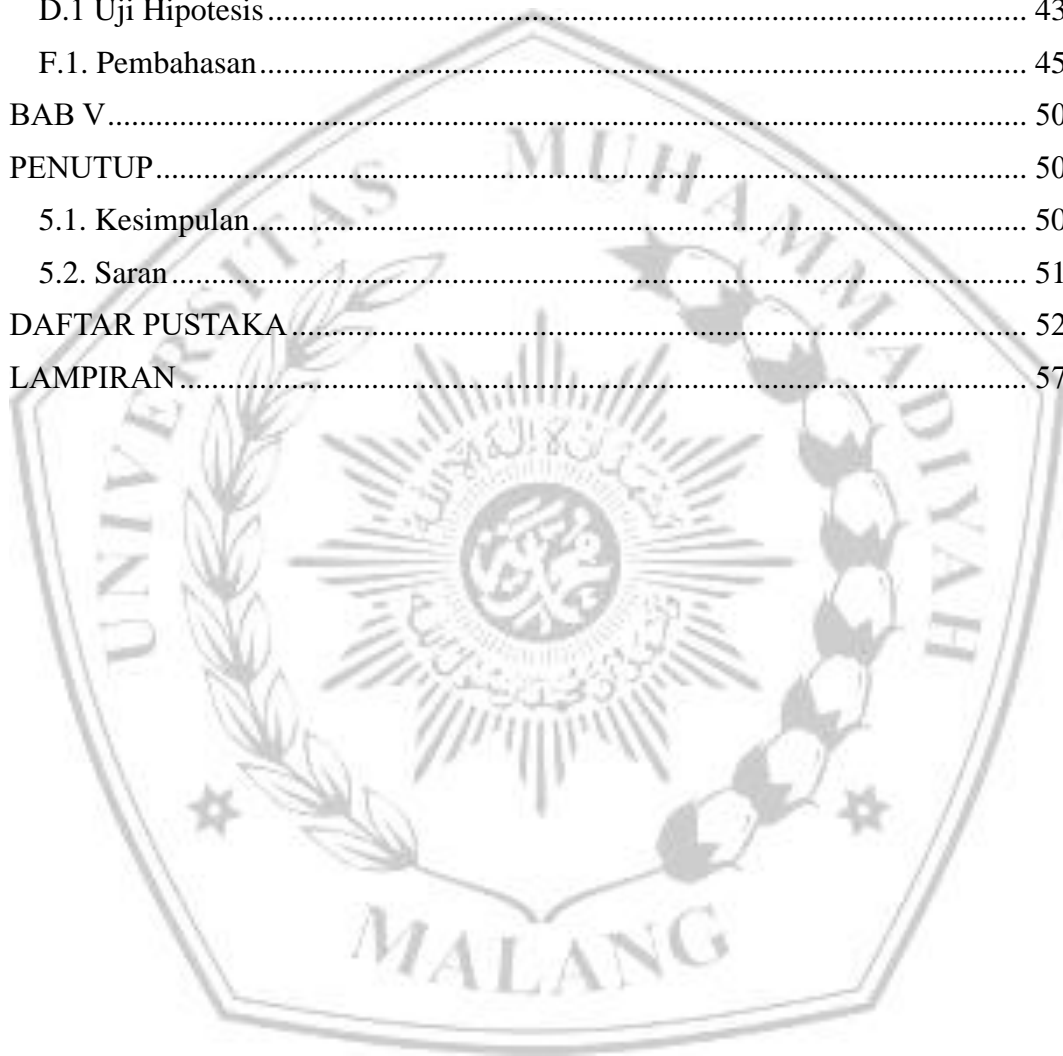 D.1 Uji Hipotesis........................................................................................................ 43
F.1. Pembahasan......................................................................................................... 45
BAB V........................................................................................................................ 50
PENUTUP.................................................................................................................. 50
5.1. Kesimpulan.......................................................................................................... 50
5.2. Saran.................................................................................................................... 51
DAFTAR PUSTAKA................................................................................................. 52
LAMPIRAN............................................................................................................... 57
UNIVERSITAS MUHAMMADIYAH
MALANG